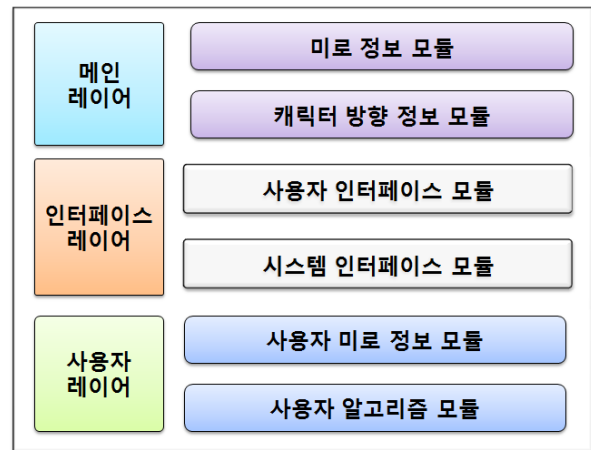 메인
레이어
미로 정보 모듈
캐릭터 방향 정보 모듈
인터페이스
레이어
사용자 인터페이스 모듈
시스템 인터페이스 모듈
사용자
레이어
사용자 미로 정보 모듈
사용자 알고리즘 모듈